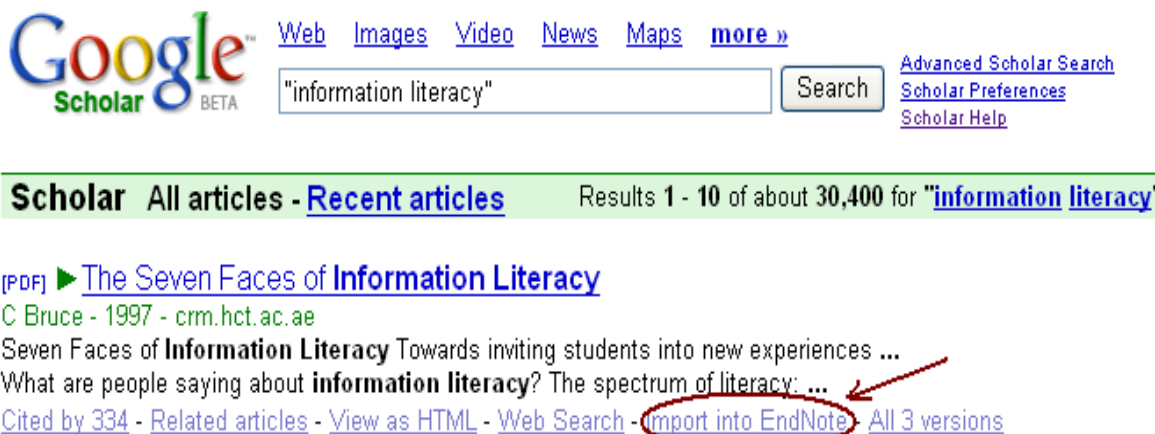 Google™ Scholar BETA
Web Images Video News Maps more »
"information literacy" Search
Advanced Scholar Search
Scholar Preferences
Scholar Help
Scholar All articles - Recent articles Results 1 - 10 of about 30,400 for "information literacy"
[PDF] ▶ The Seven Faces of Information Literacy
C Bruce - 1997 - crm.hct.ac.ae
Seven Faces of Information Literacy Towards inviting students into new experiences ...
What are people saying about information literacy? The spectrum of literacy: ...
Cited by 334 - Related articles - View as HTML - Web Search - Import into EndNote - All 3 versions